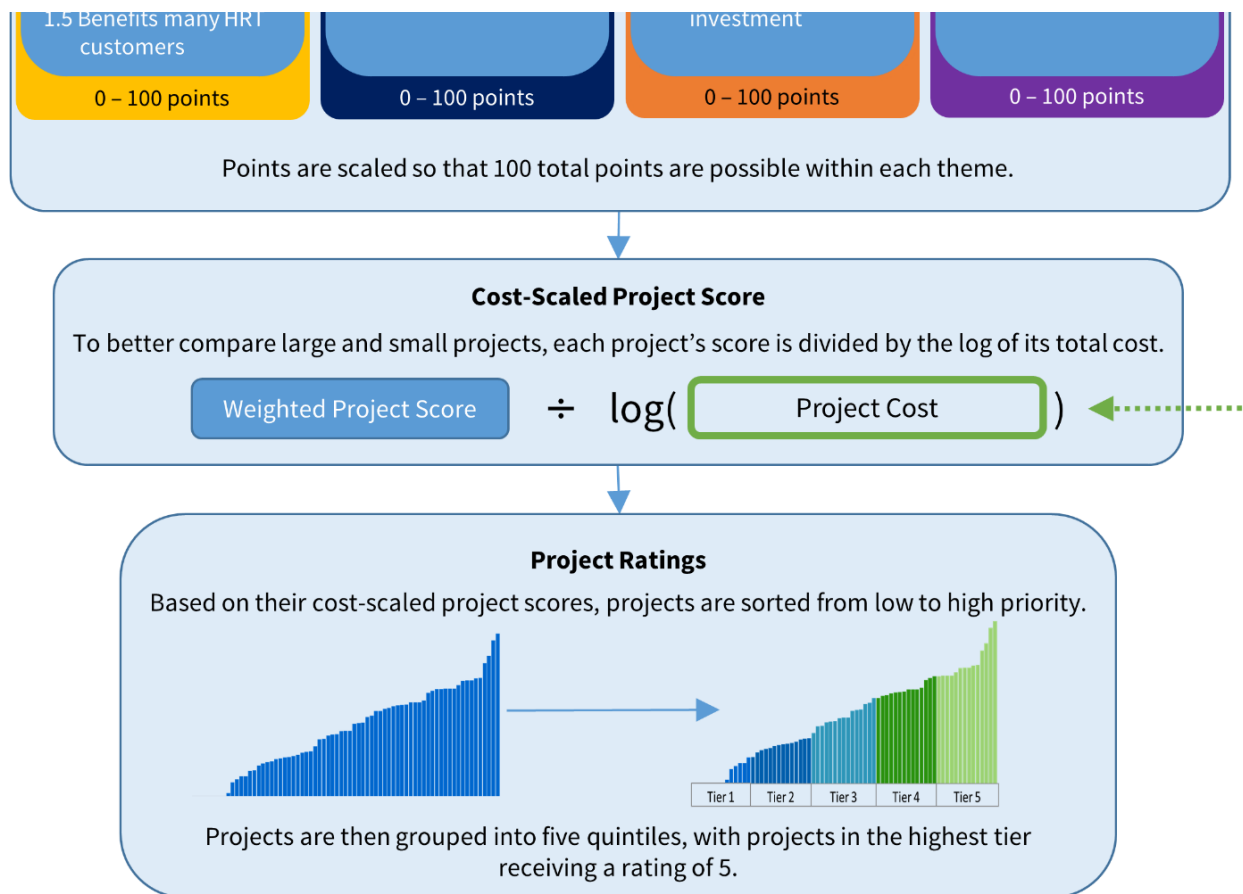 1.5 Benefits many HRT
customers
investment
0 – 100 points
0 – 100 points
0 – 100 points
0 – 100 points
Points are scaled so that 100 total points are possible within each theme.
Cost-Scaled Project Score
To better compare large and small projects, each project’s score is divided by the log of its total cost.
Weighted Project Score ÷ log( Project Cost )
Project Ratings
Based on their cost-scaled project scores, projects are sorted from low to high priority.
Tier 1 Tier 2 Tier 3 Tier 4 Tier 5
Projects are then grouped into five quintiles, with projects in the highest tier
receiving a rating of 5.